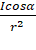 Icosα
r²